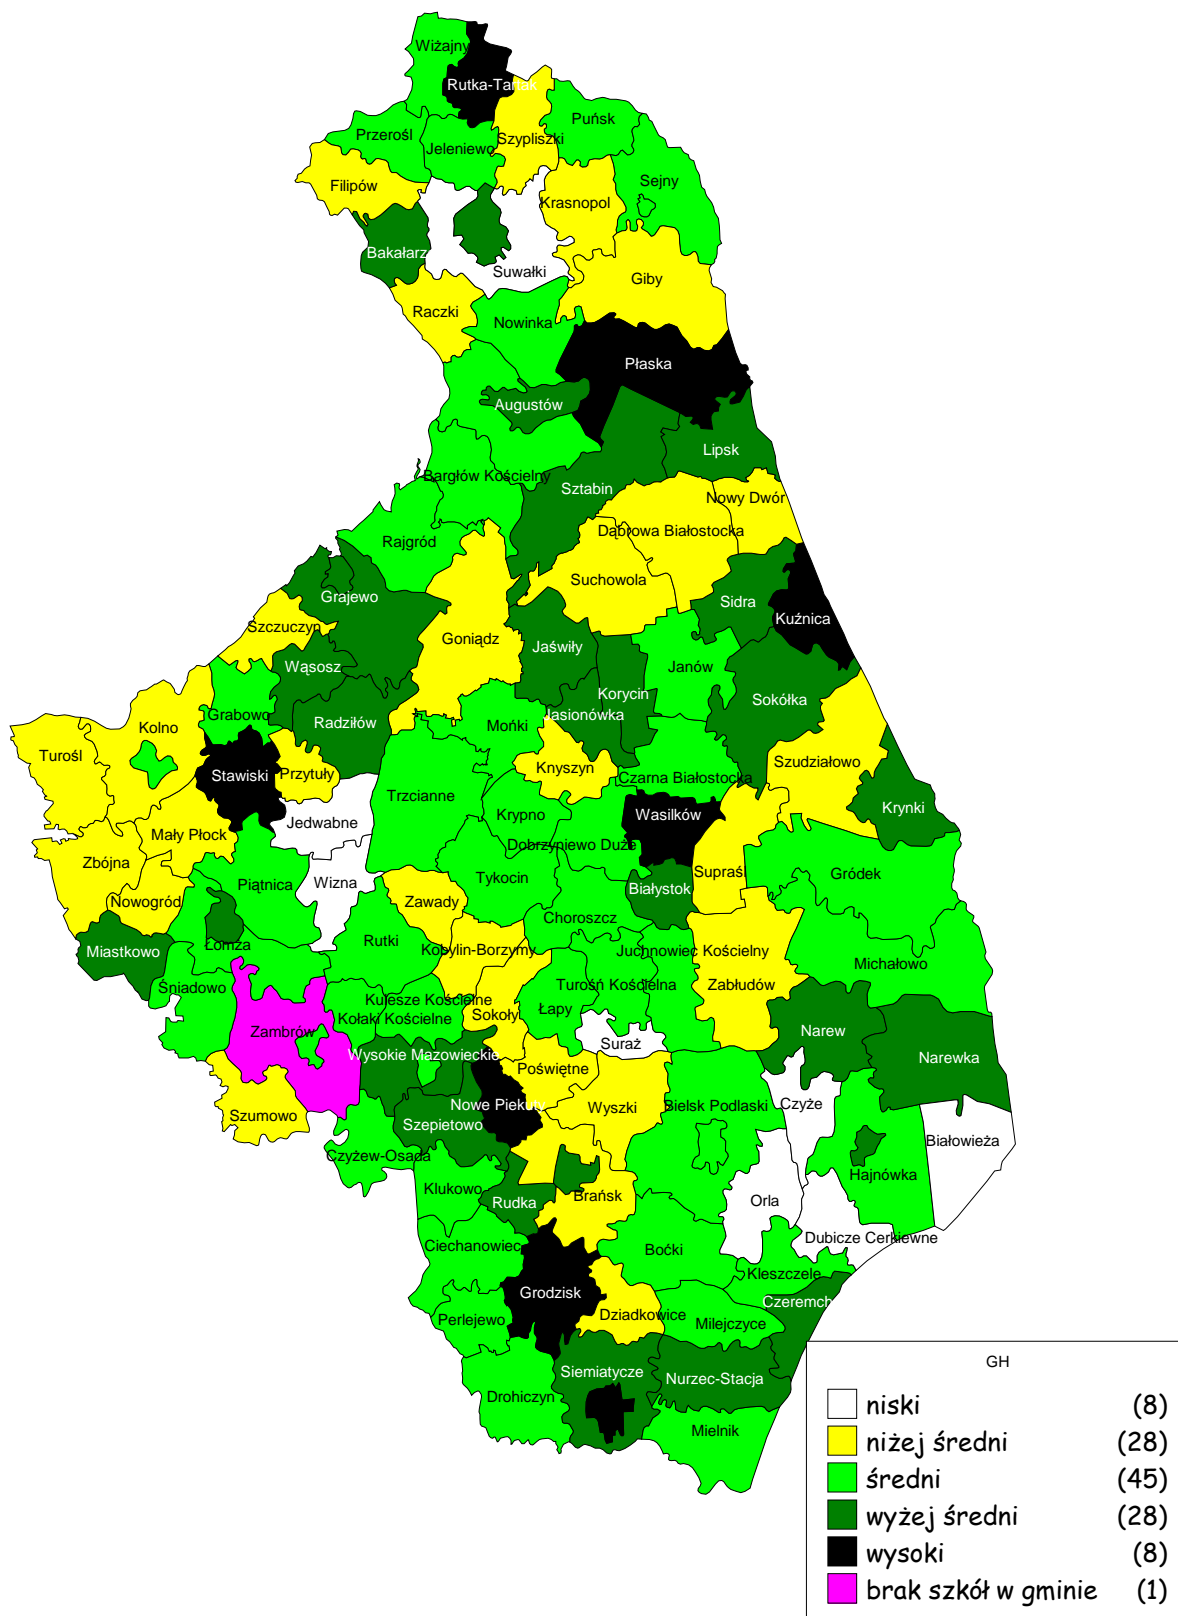 Wiżajny
Rutka-Tartak
Puńsk
Przerośl
Jeleniewo
Szypliszki
Sejny
Filipów
Krasnopol
Bakałarz
Suwałki
Giby
Raczki
Nowinka
Płaska
Augustów
Lipsk
Bargłów Kościelny
Sztabin
Nowy Dwór
Dąbrowa Białostocka
Rajgród
Suchowola
Grajewo
Sidra
Kuźnica
Szczuczyn
Goniądz
Jaświły
Wąsosz
Janów
Korycin
Sokółka
Grabowo
Radziłów
Jasionówka
Mońki
Kolno
Turośl
Stawiski
Przytuły
Knyszyn
Szudziałowo
Czarna Białostocka
Trzcianne
Krynki
Krypno
Wasilków
Jedwabne
Mały Płock
Dobrzyniewo Duże
Zbójna
Supraśl
Gródek
Piątnica
Wizna
Tykocin
Białystok
Nowogród
Zawady
Choroszcz
Rutki
Łomża
Miastkowo
Kobylin-Borzymy
Juchnowiec Kościelny
Michałowo
Śniadowo
Turośń Kościelna
Zabłudów
Kulesze Kościelne
Sokoły
Łapy
Kołaki Kościelne
Zambrów
Suraż
Narew
Wysokie Mazowieckie
Narewka
Poświętne
Nowe Piekuty
Wyszki
Bielsk Podlaski
Czyże
Szumowo
Szepietowo
Białowieża
Czyżew-Osada
Klukowo
Hajnówka
Rudka
Brańsk
Orla
Dubicze Cerkiewne
Ciechanowiec
Boćki
Kleszczele
Grodzisk
Czeremch
Perlejewo
Dziadkowice
Milejczyce
Siemiatycze
Nurzec-Stacja
Drohiczyn
Mielnik
GH
niski (8)
niżej średni (28)
średni (45)
wyżej średni (28)
wysoki (8)
brak szkół w gminie (1)